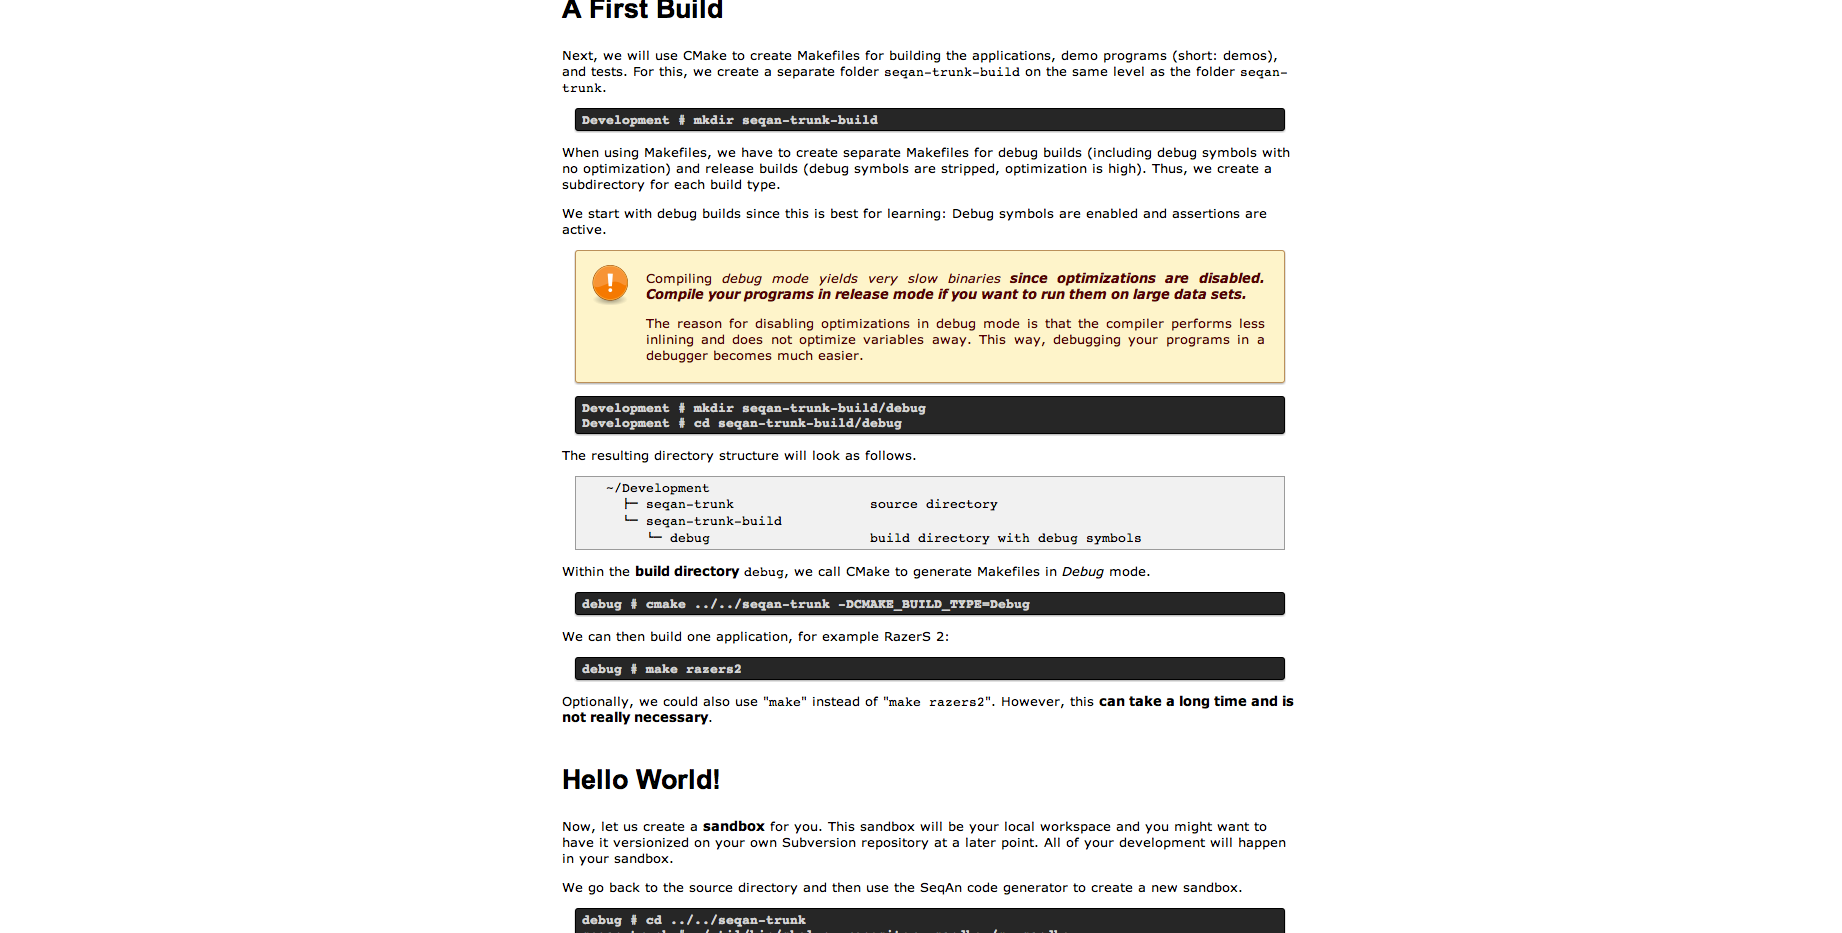 A First Build
Next, we will use CMake to create Makefiles for building the applications, demo programs (short: demos),
and tests. For this, we create a separate folder seqan-trunk-build on the same level as the folder seqan-
trunk.
Development # mkdir seqan-trunk-build
When using Makefiles, we have to create separate Makefiles for debug builds (including debug symbols with
no optimization) and release builds (debug symbols are stripped, optimization is high). Thus, we create a
subdirectory for each build type.
We start with debug builds since this is best for learning: Debug symbols are enabled and assertions are
active.
Compiling debug mode yields very slow binaries since optimizations are disabled.
Compile your programs in release mode if you want to run them on large data sets.
The reason for disabling optimizations in debug mode is that the compiler performs less
inlining and does not optimize variables away. This way, debugging your programs in a
debugger becomes much easier.
Development # mkdir seqan-trunk-build/debug
Development # cd seqan-trunk-build/debug
The resulting directory structure will look as follows.
~/Development
├─ seqan-trunk source directory
└─ seqan-trunk-build
└─ debug build directory with debug symbols
Within the build directory debug, we call CMake to generate Makefiles in Debug mode.
debug # cmake ../../seqan-trunk -DCMAKE_BUILD_TYPE=Debug
We can then build one application, for example RazerS 2:
debug # make razers2
Optionally, we could also use "make" instead of "make razers2". However, this can take a long time and is
not really necessary.
Hello World!
Now, let us create a sandbox for you. This sandbox will be your local workspace and you might want to
have it versionized on your own Subversion repository at a later point. All of your development will happen
in your sandbox.
We go back to the source directory and then use the SeqAn code generator to create a new sandbox.
debug # cd ../../seqan-trunk